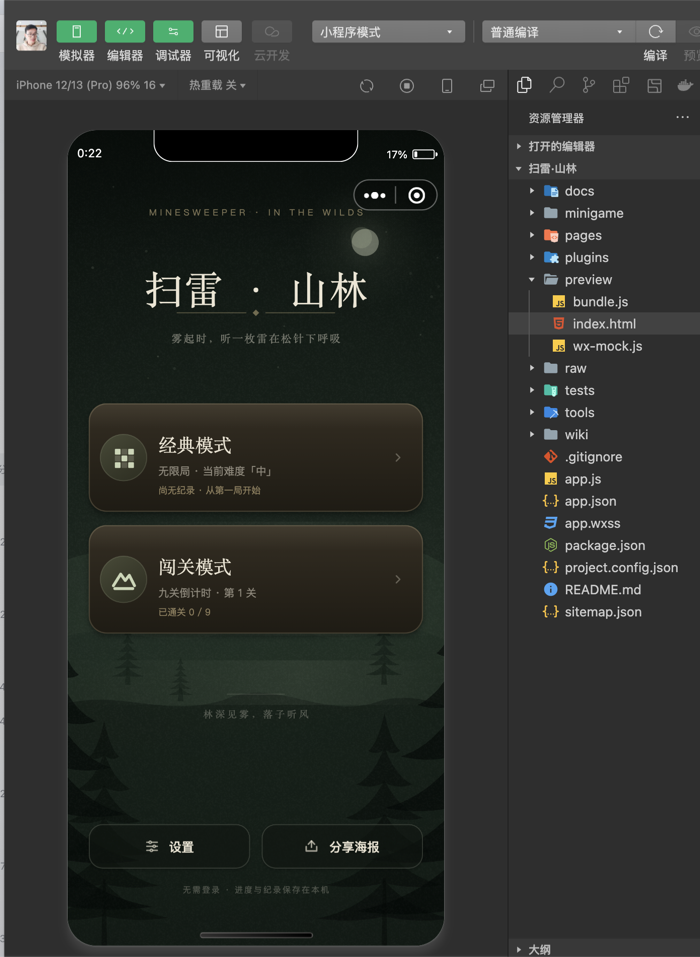 模拟器 编辑器 调试器 可视化 云开发
小程序模式
普通编译
编译
iPhone 12/13 (Pro) 96% 16
热重载 关
0:22
17%
MINESWEEPER · IN THE WILDS
扫雷 · 山林
雾起时，听一枚雷在松针下呼吸
经典模式
无限局 · 当前难度「中」
尚无纪录 · 从第一局开始
闯关模式
九关倒计时 · 第 1 关
已通关 0 / 9
林深见雾，落子听风
设置
分享海报
无需登录 · 进度与纪录保存在本机
资源管理器
打开的编辑器
扫雷·山林
docs
minigame
pages
plugins
preview
bundle.js
index.html
wx-mock.js
raw
tests
tools
wiki
.gitignore
app.js
app.json
app.wxss
package.json
project.config.json
README.md
sitemap.json
大纲